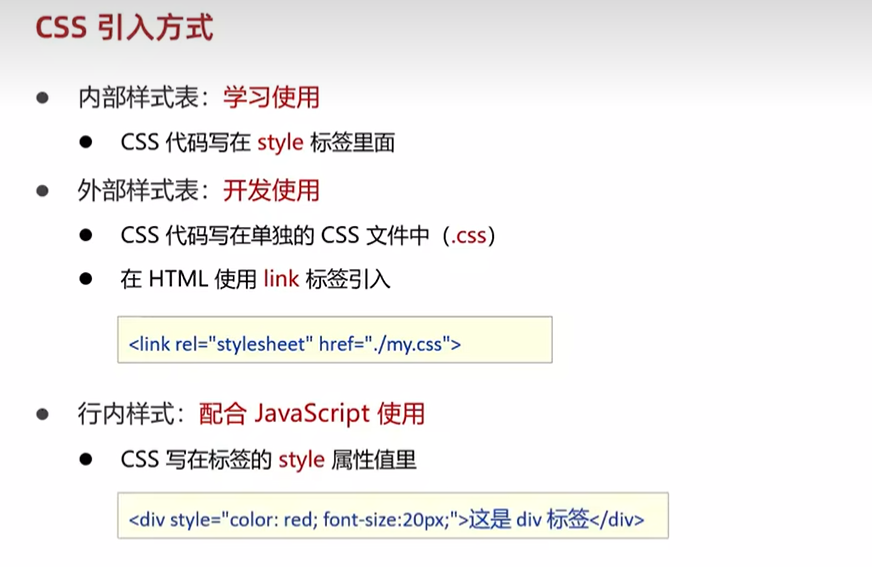 CSS 引入方式
● 内部样式表：学习使用
● CSS 代码写在 style 标签里面
● 外部样式表：开发使用
● CSS 代码写在单独的 CSS 文件中（.css）
● 在 HTML 使用 link 标签引入
<link rel="stylesheet" href="./my.css">
● 行内样式：配合 JavaScript 使用
● CSS 写在标签的 style 属性值里
<div style="color: red; font-size:20px;">这是 div 标签</div>